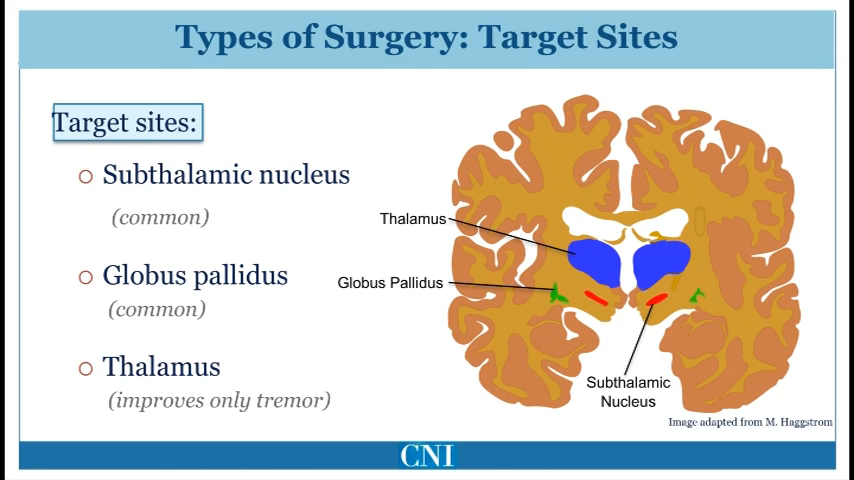 Types of Surgery: Target Sites
Target sites:
Subthalamic nucleus
(common)
Globus pallidus
(common)
Thalamus
(improves only tremor)
Thalamus
Globus Pallidus
Subthalamic
Nucleus
Image adapted from M. Haggstrom
CNI